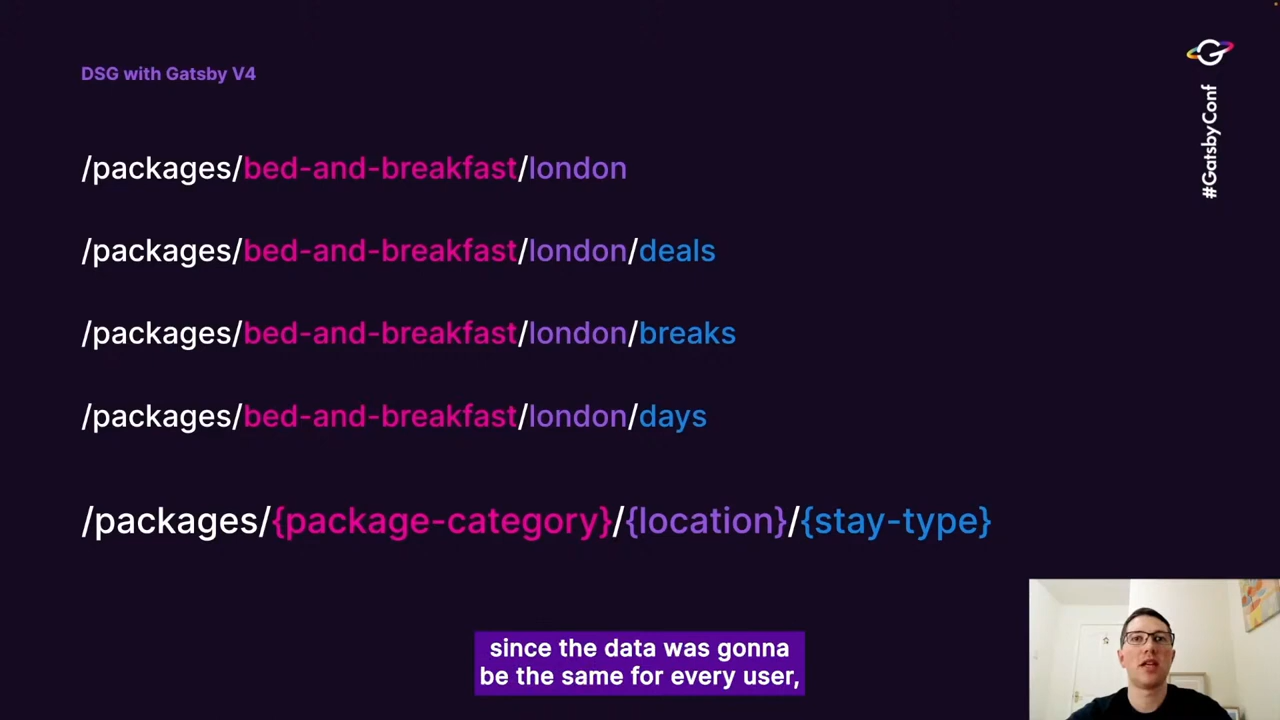 DSG with Gatsby V4
#GatsbyConf
/packages/bed-and-breakfast/london
/packages/bed-and-breakfast/london/deals
/packages/bed-and-breakfast/london/breaks
/packages/bed-and-breakfast/london/days
/packages/{package-category}/{location}/{stay-type}
since the data was gonna
be the same for every user,